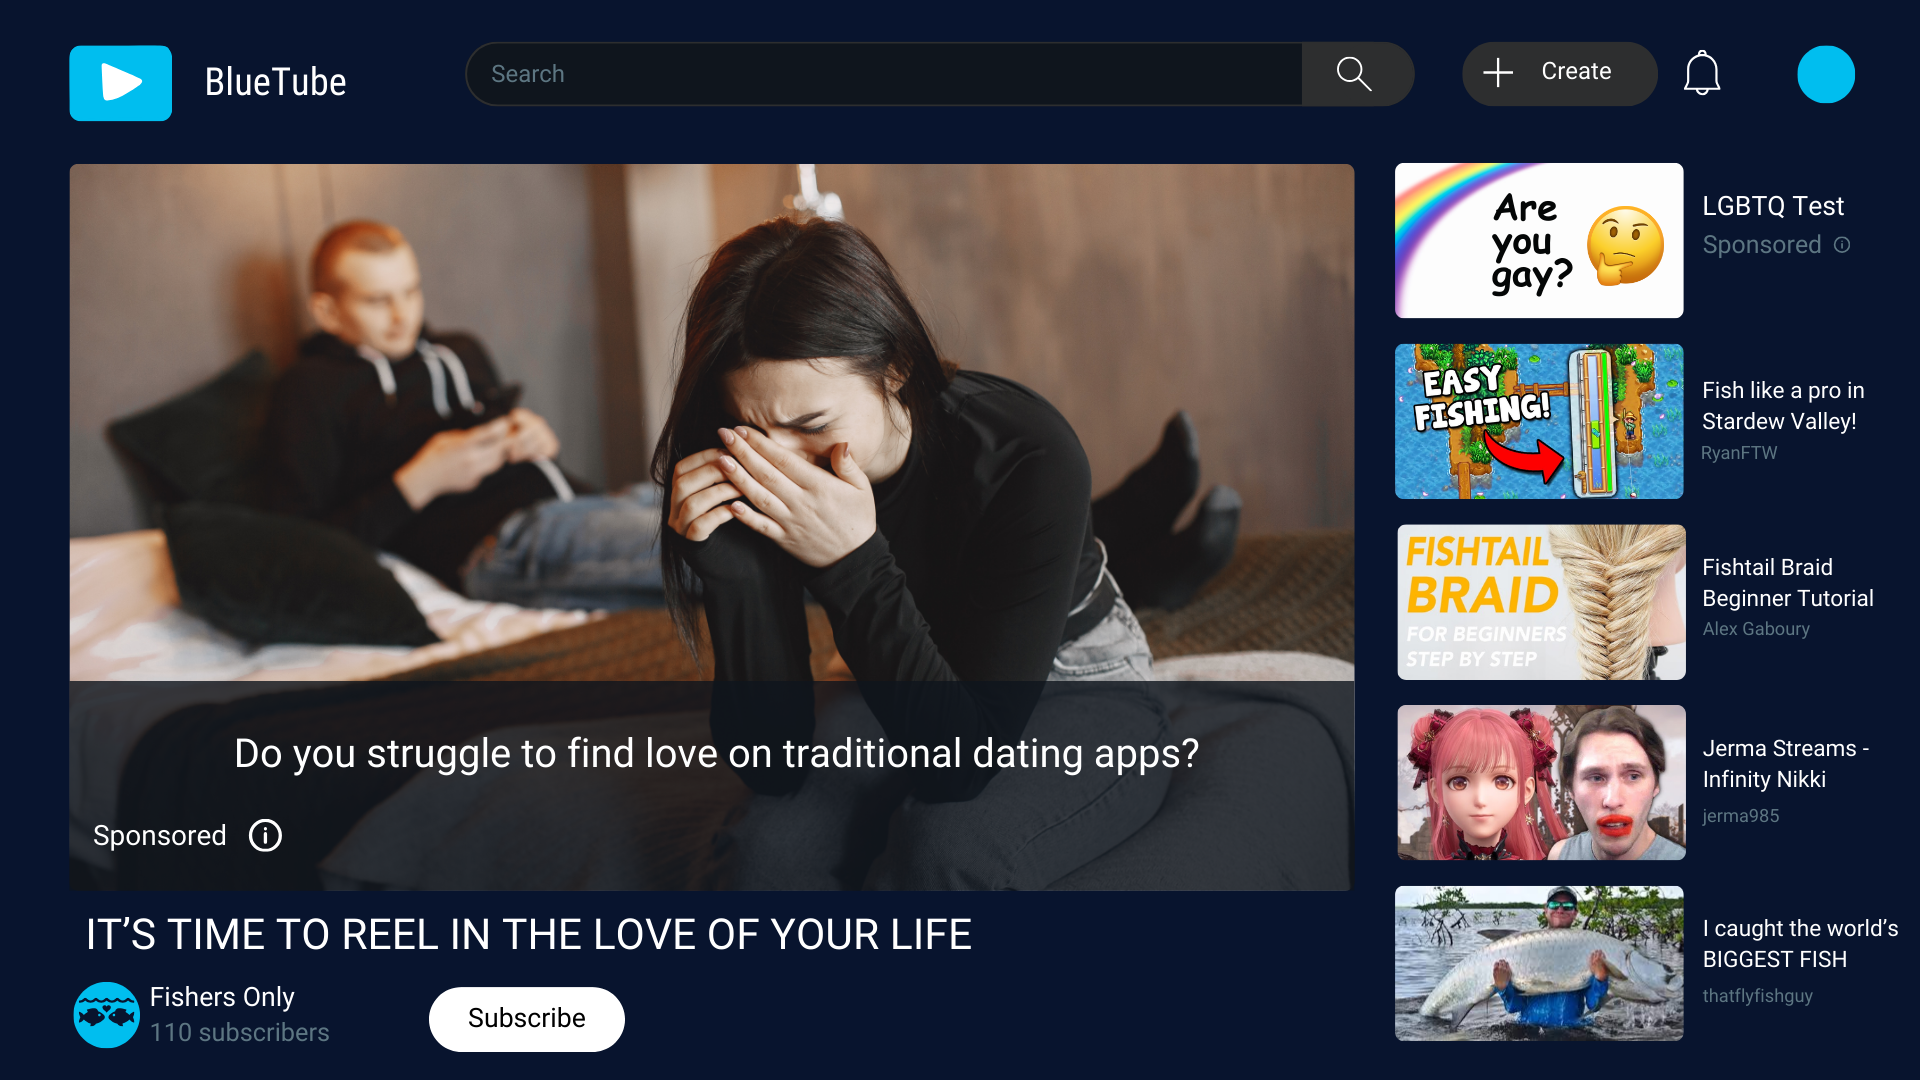 BlueTube
Search
Create
Do you struggle to find love on traditional dating apps?
Sponsored
IT’S TIME TO REEL IN THE LOVE OF YOUR LIFE
Fishers Only
110 subscribers
Subscribe
Are
you
gay?
LGBTQ Test
Sponsored
EASY
FISHING!
Fish like a pro in
Stardew Valley!
RyanFTW
FISHTAIL
BRAID
FOR BEGINNERS
STEP BY STEP
Fishtail Braid
Beginner Tutorial
Alex Gaboury
Jerma Streams -
Infinity Nikki
jerma985
I caught the world’s
BIGGEST FISH
thatflyfishguy